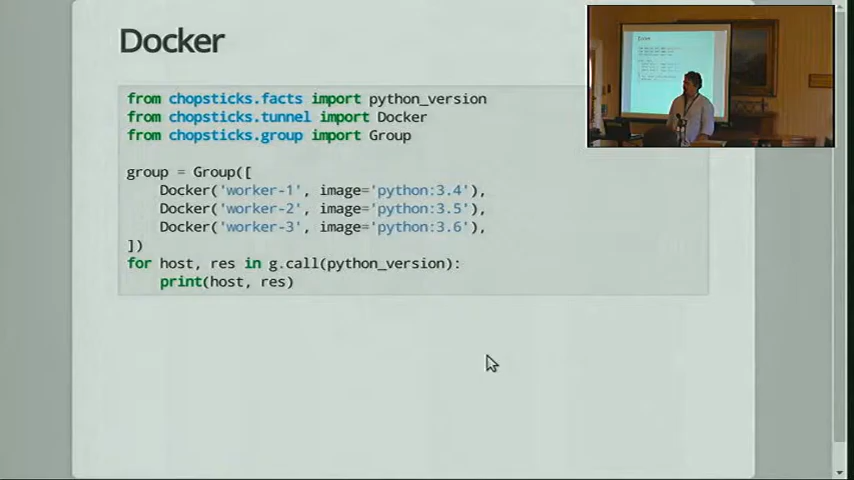 Docker
from chopsticks.facts import python_version
from chopsticks.tunnel import Docker
from chopsticks.group import Group
group = Group([
Docker('worker-1', image='python:3.4'),
Docker('worker-2', image='python:3.5'),
Docker('worker-3', image='python:3.6'),
])
for host, res in g.call(python_version):
print(host, res)